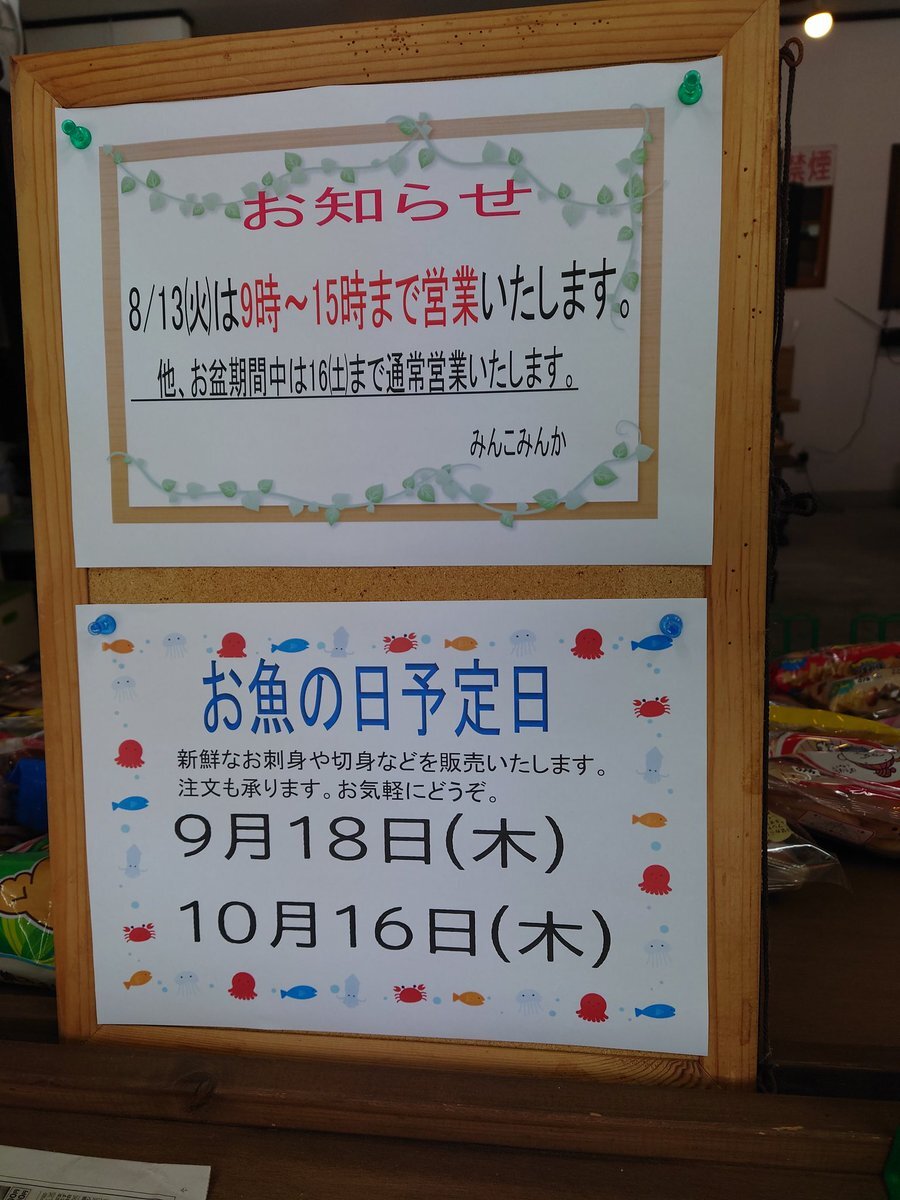 お知らせ
8/13㈫は9時～15時まで営業いたします。
他、お盆期間中は16㈯まで通常営業いたします。
みんこみんか
お魚の日予定日
新鮮なお刺身や切身などを販売いたします。
注文も承ります。お気軽にどうぞ。
9月18日(木)
10月16日(木)
禁煙